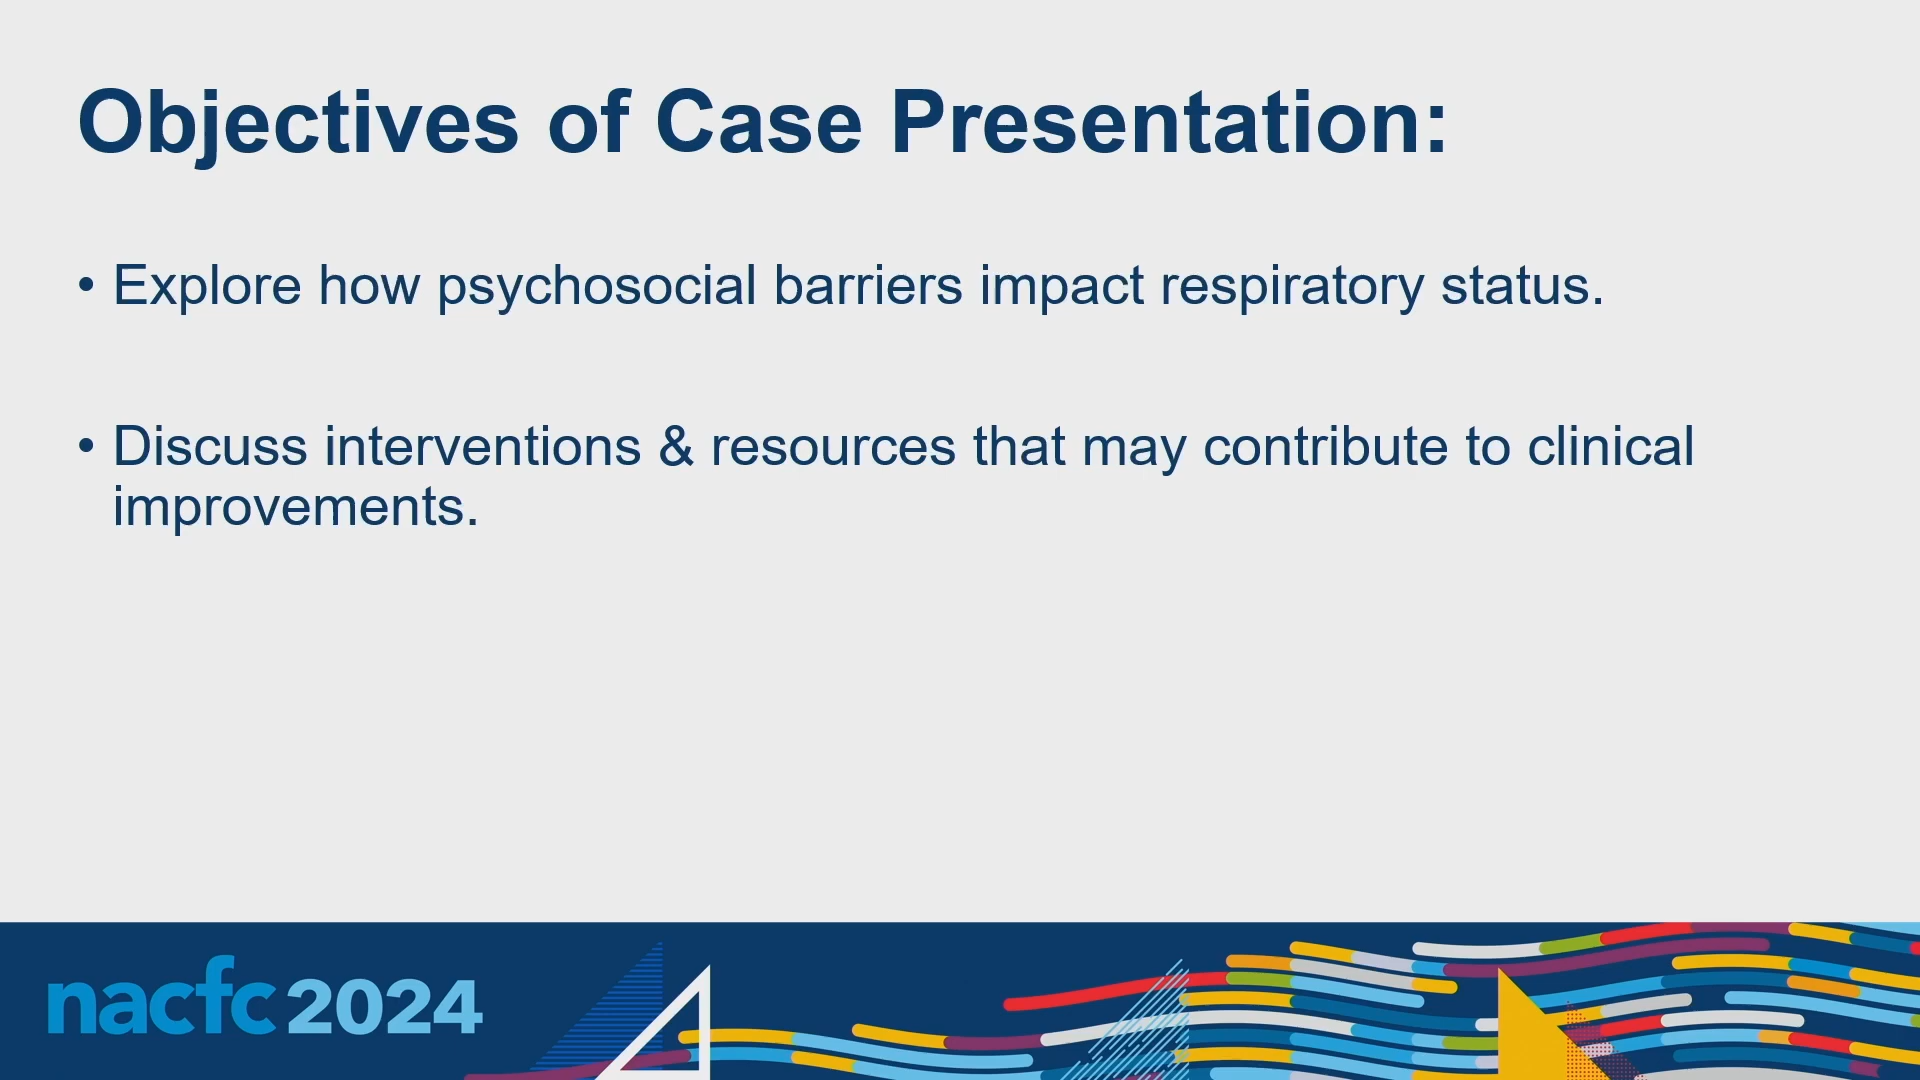 Objectives of Case Presentation:
• Explore how psychosocial barriers impact respiratory status.
• Discuss interventions & resources that may contribute to clinical
improvements.
nacfc 2024